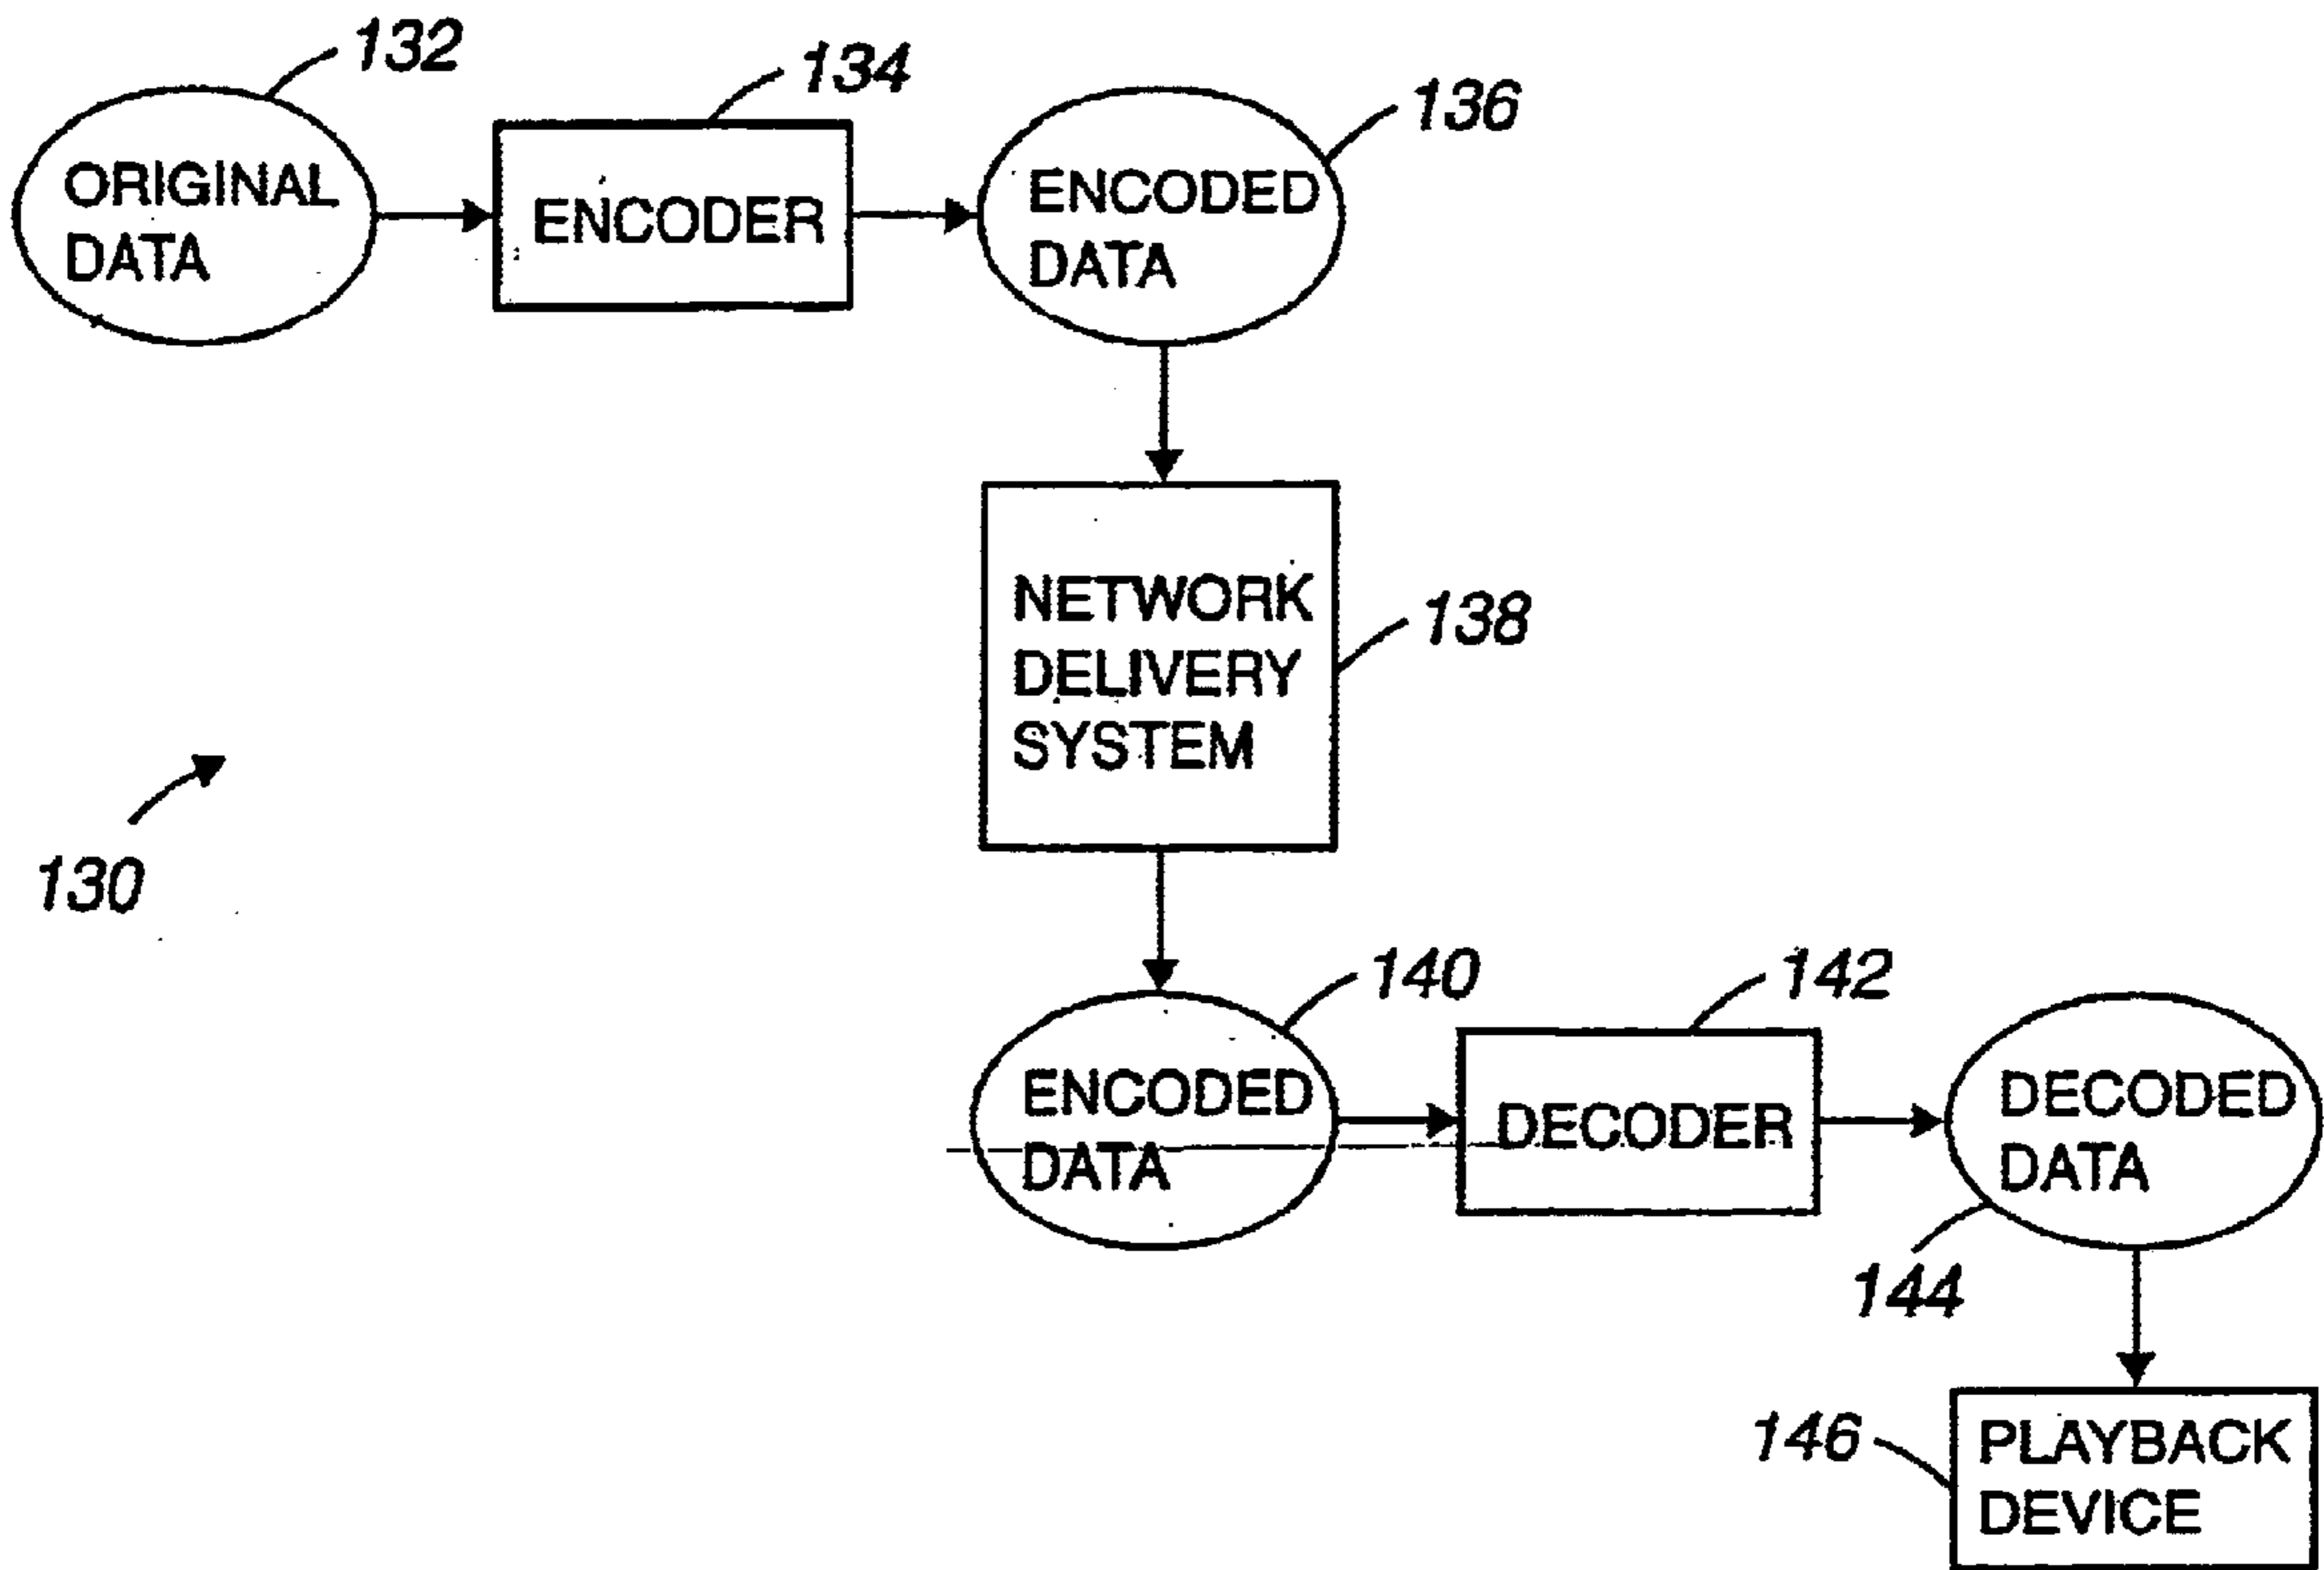 132
134
136
ORIGINAL
DATA
ENCODER
ENCODED
DATA
NETWORK
DELIVERY
SYSTEM
138
130
140
142
ENCODED
DATA
DECODER
DECODED
DATA
144
146
PLAYBACK
DEVICE